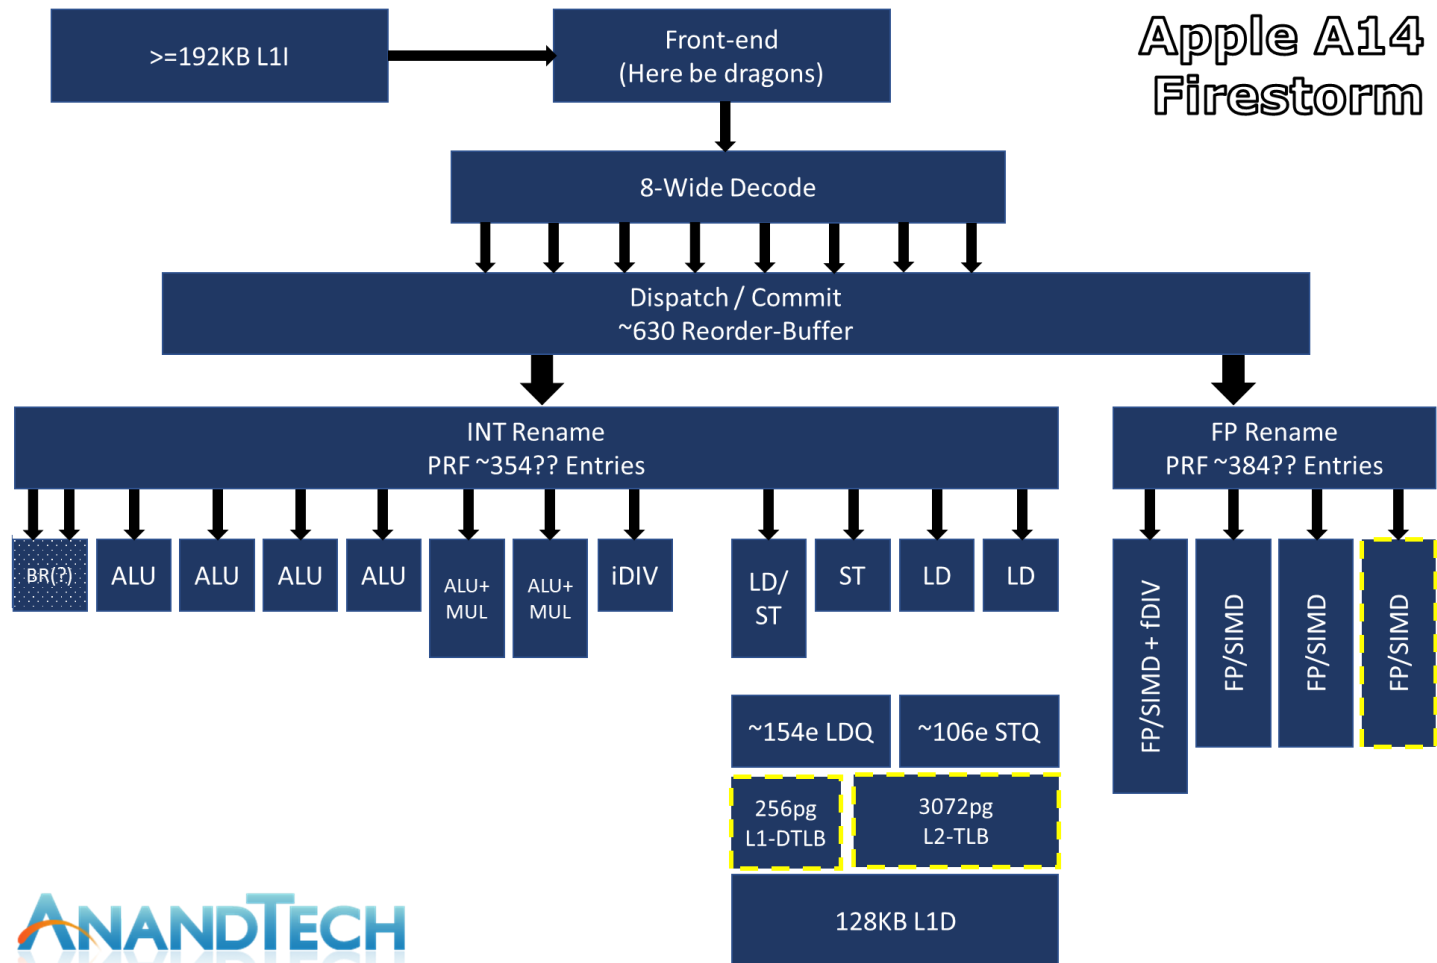 Apple A14
Firestorm
>=192KB L1I
Front-end
(Here be dragons)
8-Wide Decode
Dispatch / Commit
~630 Reorder-Buffer
INT Rename
PRF ~354?? Entries
FP Rename
PRF ~384?? Entries
BR(?)
ALU
ALU
ALU
ALU
ALU+
MUL
ALU+
MUL
iDIV
LD/
ST
ST
LD
LD
FP/SIMD + fDIV
FP/SIMD
FP/SIMD
FP/SIMD
~154e LDQ
~106e STQ
256pg
L1-DTLB
3072pg
L2-TLB
128KB L1D
ANANDTECH